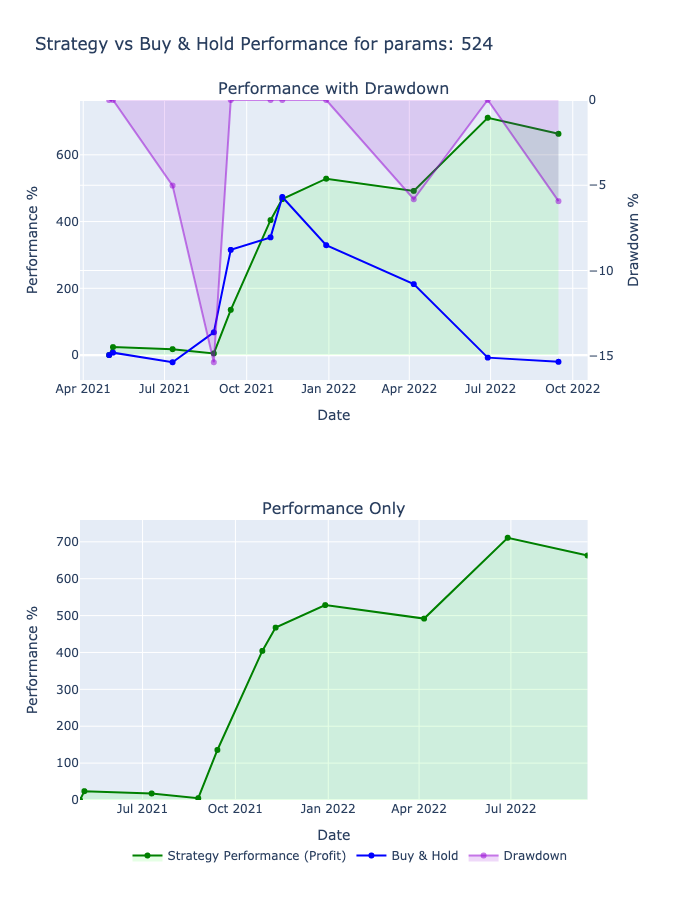 Strategy vs Buy & Hold Performance for params: 524
Performance with Drawdown
Performance %
600
400
200
0
0
−5
−10
−15
Drawdown %
Apr 2021 Jul 2021 Oct 2021 Jan 2022 Apr 2022 Jul 2022 Oct 2022
Date
Performance Only
Performance %
700
600
500
400
300
200
100
0
Jul 2021 Oct 2021 Jan 2022 Apr 2022 Jul 2022
Date
Strategy Performance (Profit) Buy & Hold Drawdown